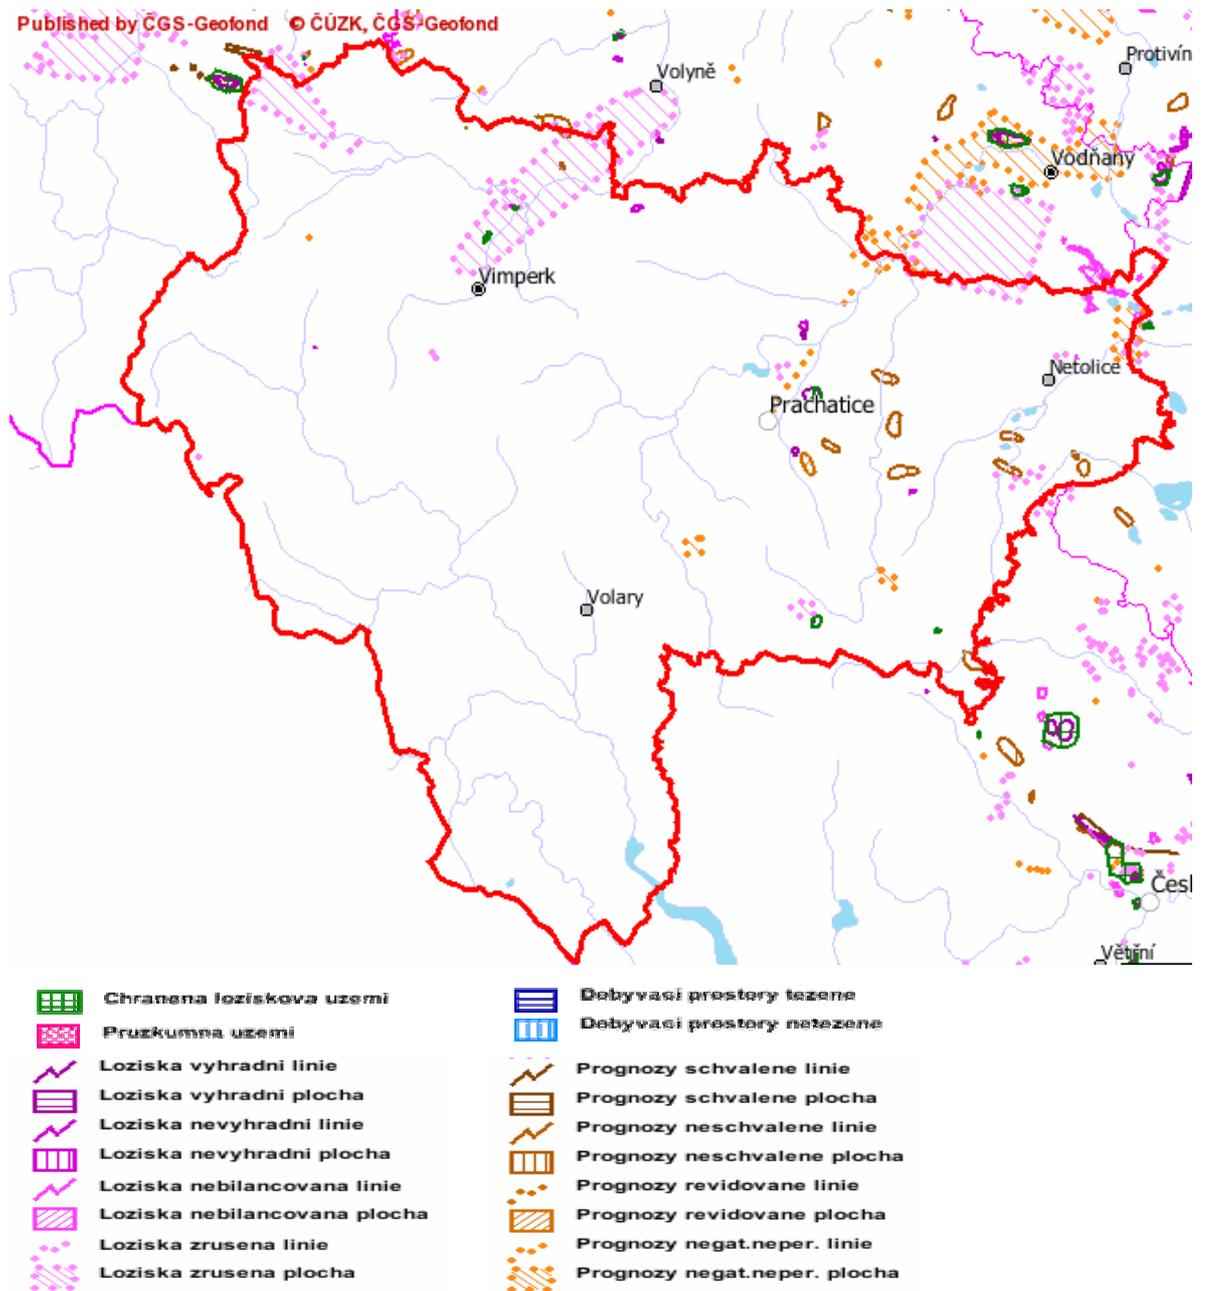 Published by ČGS-Geofond © ČÚZK, ČGS-Geofond
Protivín
Volyně
Vodňany
Vimperk
Netolice
Prachatice
Volary
Česl
Větřní
Chranena loziskova uzemi
Pruzkumna uzemi
Loziska vyhradni linie
Loziska vyhradni plocha
Loziska nevyhradni linie
Loziska nevyhradni plocha
Loziska nebilancovana linie
Loziska nebilancovana plocha
Loziska zrusena linie
Loziska zrusena plocha
Dobyvaci prostory tezene
Dobyvaci prostory netezene
Prognozy schvalene linie
Prognozy schvalene plocha
Prognozy neschvalene linie
Prognozy neschvalene plocha
Prognozy revidovane linie
Prognozy revidovane plocha
Prognozy negat.neper. linie
Prognozy negat.neper. plocha